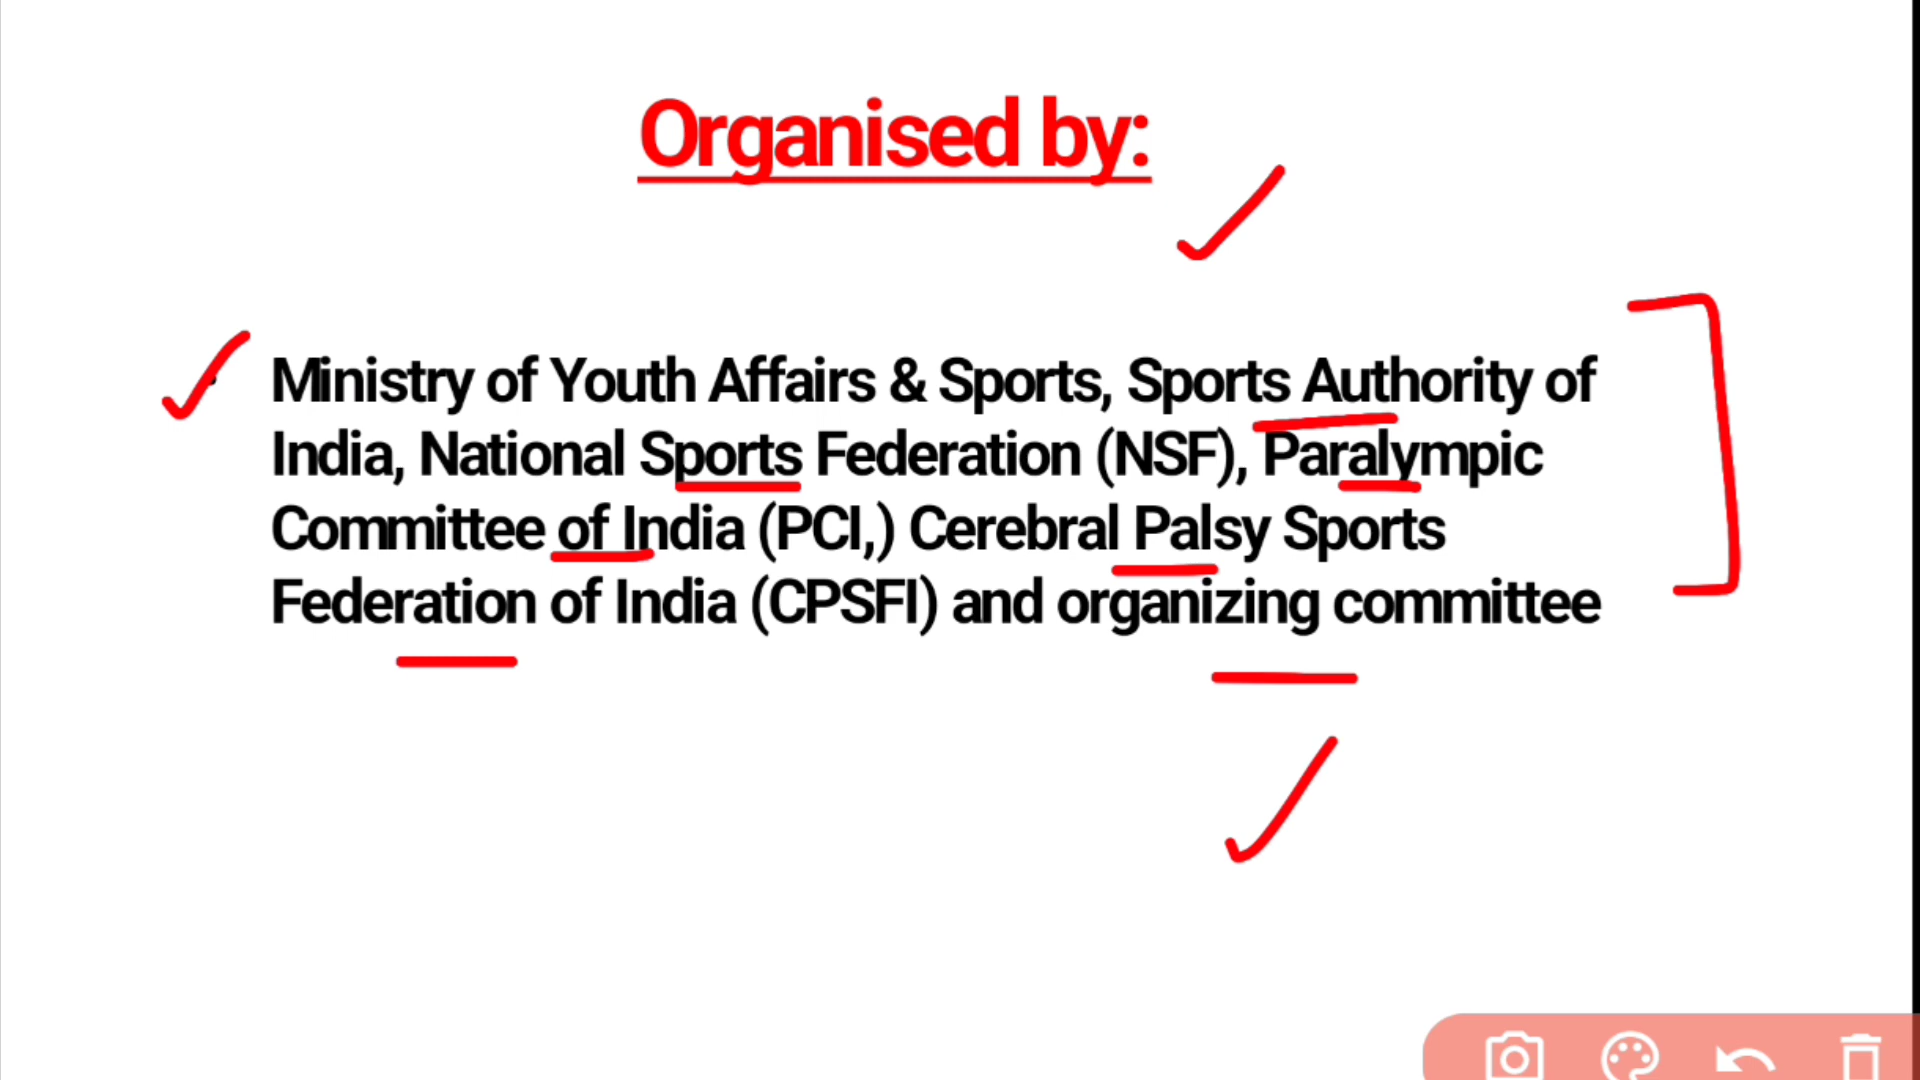 Organised by:
Ministry of Youth Affairs & Sports, Sports Authority of
India, National Sports Federation (NSF), Paralympic
Committee of India (PCI,) Cerebral Palsy Sports
Federation of India (CPSFI) and organizing committee